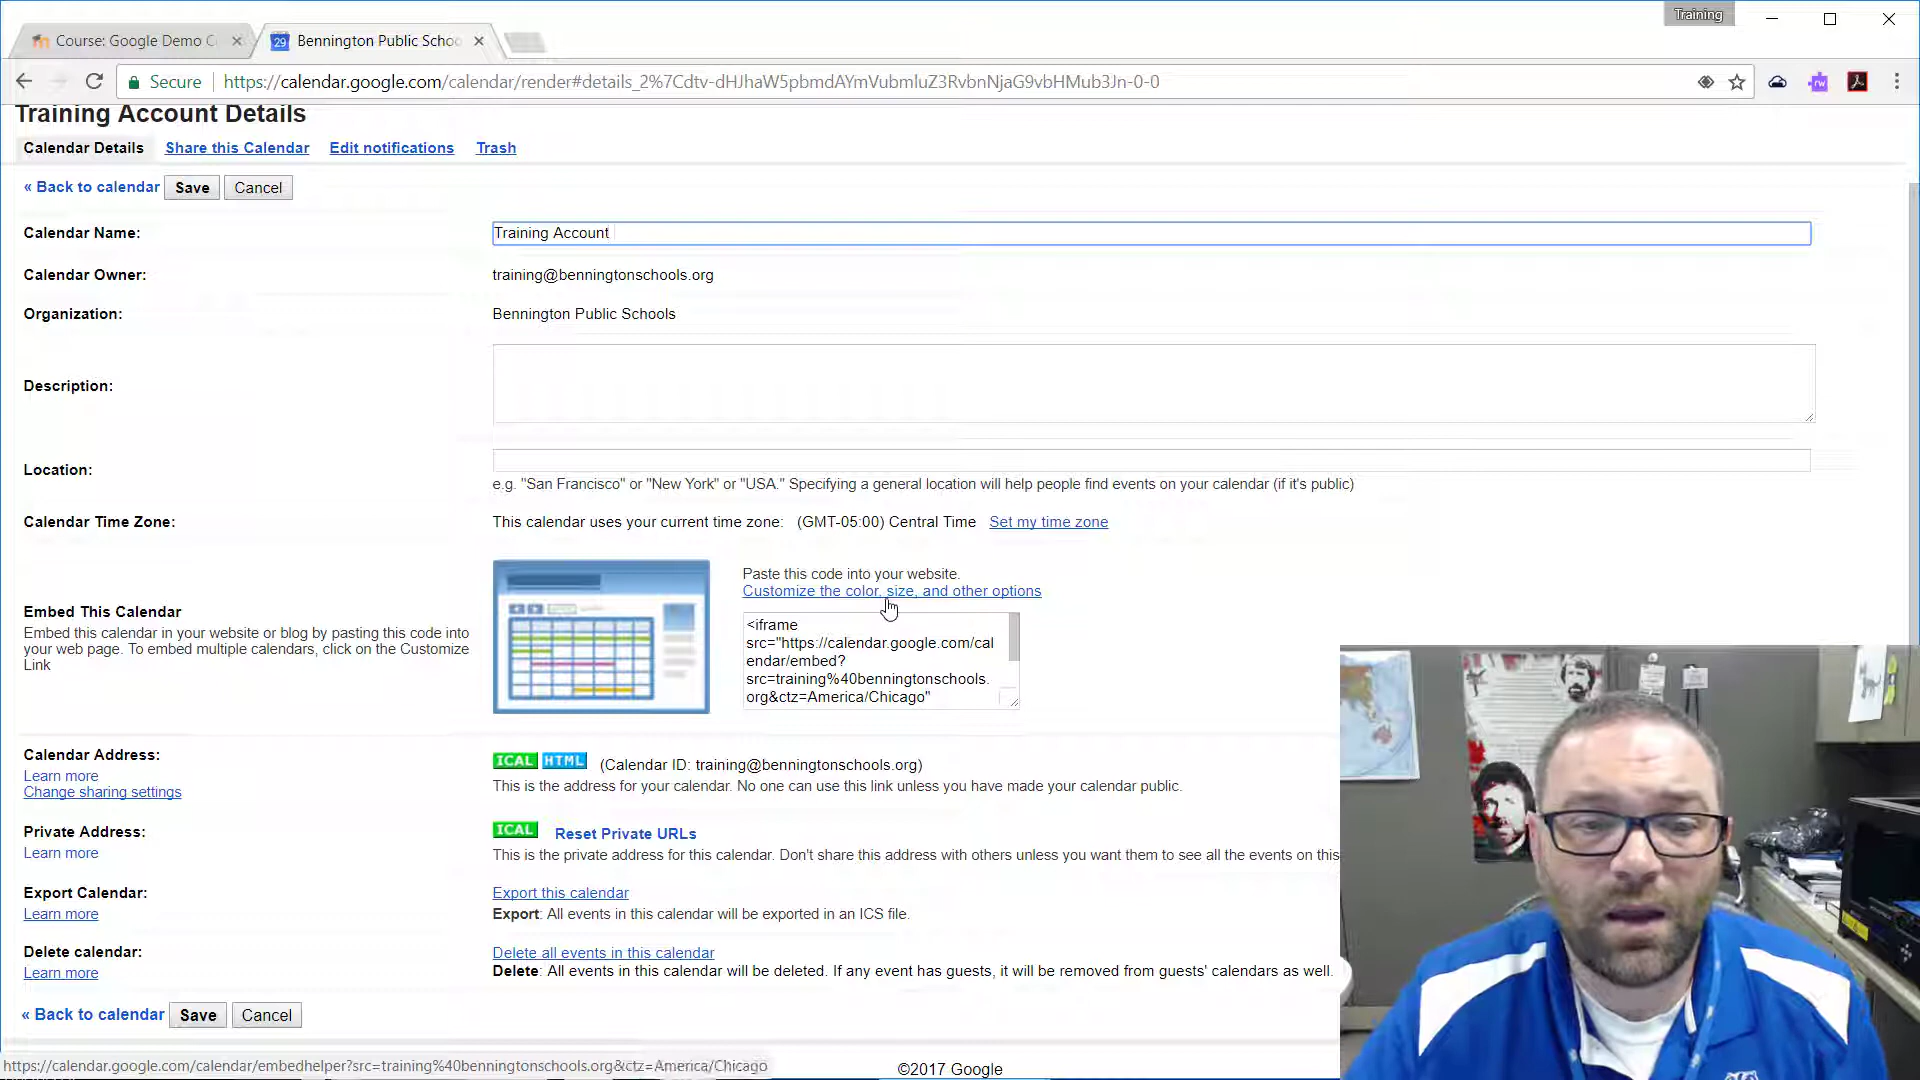 Training
Course: Google Demo C
Bennington Public Schoo
Secure
https://calendar.google.com/calendar/render#details_2%7Cdtv-dHJhaW5pbmdAYmVubmluZ3RvbnNjaG9vbHMub3Jn-0-0
Training Account Details
Calendar Details Share this Calendar Edit notifications Trash
« Back to calendar Save Cancel
Calendar Name: Training Account
Calendar Owner: training@benningtonschools.org
Organization: Bennington Public Schools
Description:
Location:
e.g. "San Francisco" or "New York" or "USA." Specifying a general location will help people find events on your calendar (if it's public)
Calendar Time Zone: This calendar uses your current time zone: (GMT-05:00) Central Time Set my time zone
Embed This Calendar
Embed this calendar in your website or blog by pasting this code into
your web page. To embed multiple calendars, click on the Customize
Link
Paste this code into your website.
Customize the color, size, and other options
<iframe
src="https://calendar.google.com/cal
endar/embed?
src=training%40benningtonschools.
org&ctz=America/Chicago"
Calendar Address:
Learn more
Change sharing settings
ICAL HTML (Calendar ID: training@benningtonschools.org)
This is the address for your calendar. No one can use this link unless you have made your calendar public.
Private Address:
Learn more
ICAL Reset Private URLs
This is the private address for this calendar. Don't share this address with others unless you want them to see all the events on this
Export Calendar:
Learn more
Export this calendar
Export: All events in this calendar will be exported in an ICS file.
Delete calendar:
Learn more
Delete all events in this calendar
Delete: All events in this calendar will be deleted. If any event has guests, it will be removed from guests' calendars as well.
« Back to calendar Save Cancel
https://calendar.google.com/calendar/embedhelper?src=training%40benningtonschools.org&ctz=America/Chicago
©2017 Google